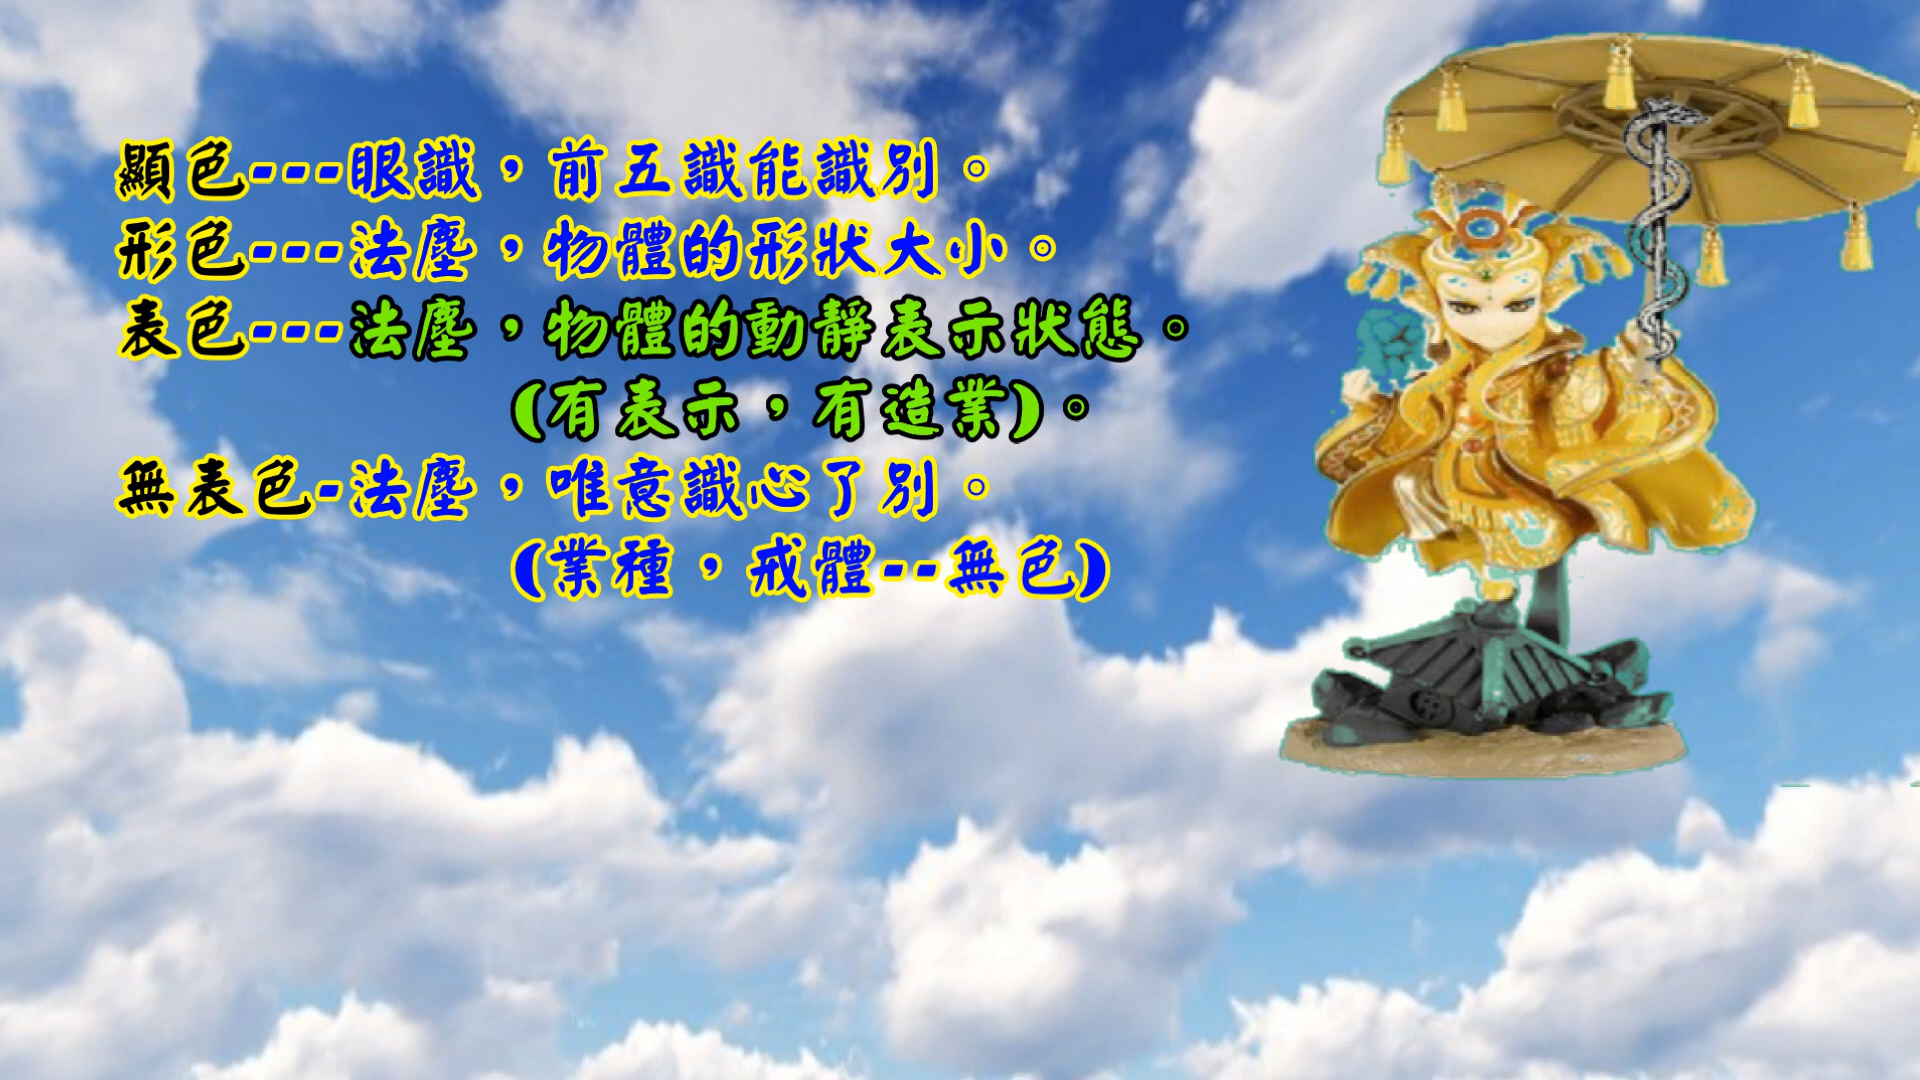 顯色---眼識，前五識能識別。
形色---法塵，物體的形狀大小。
表色---法塵，物體的動靜表示狀態。
(有表示，有造業)。
無表色-法塵，唯意識心了別。
(業種，戒體--無色)